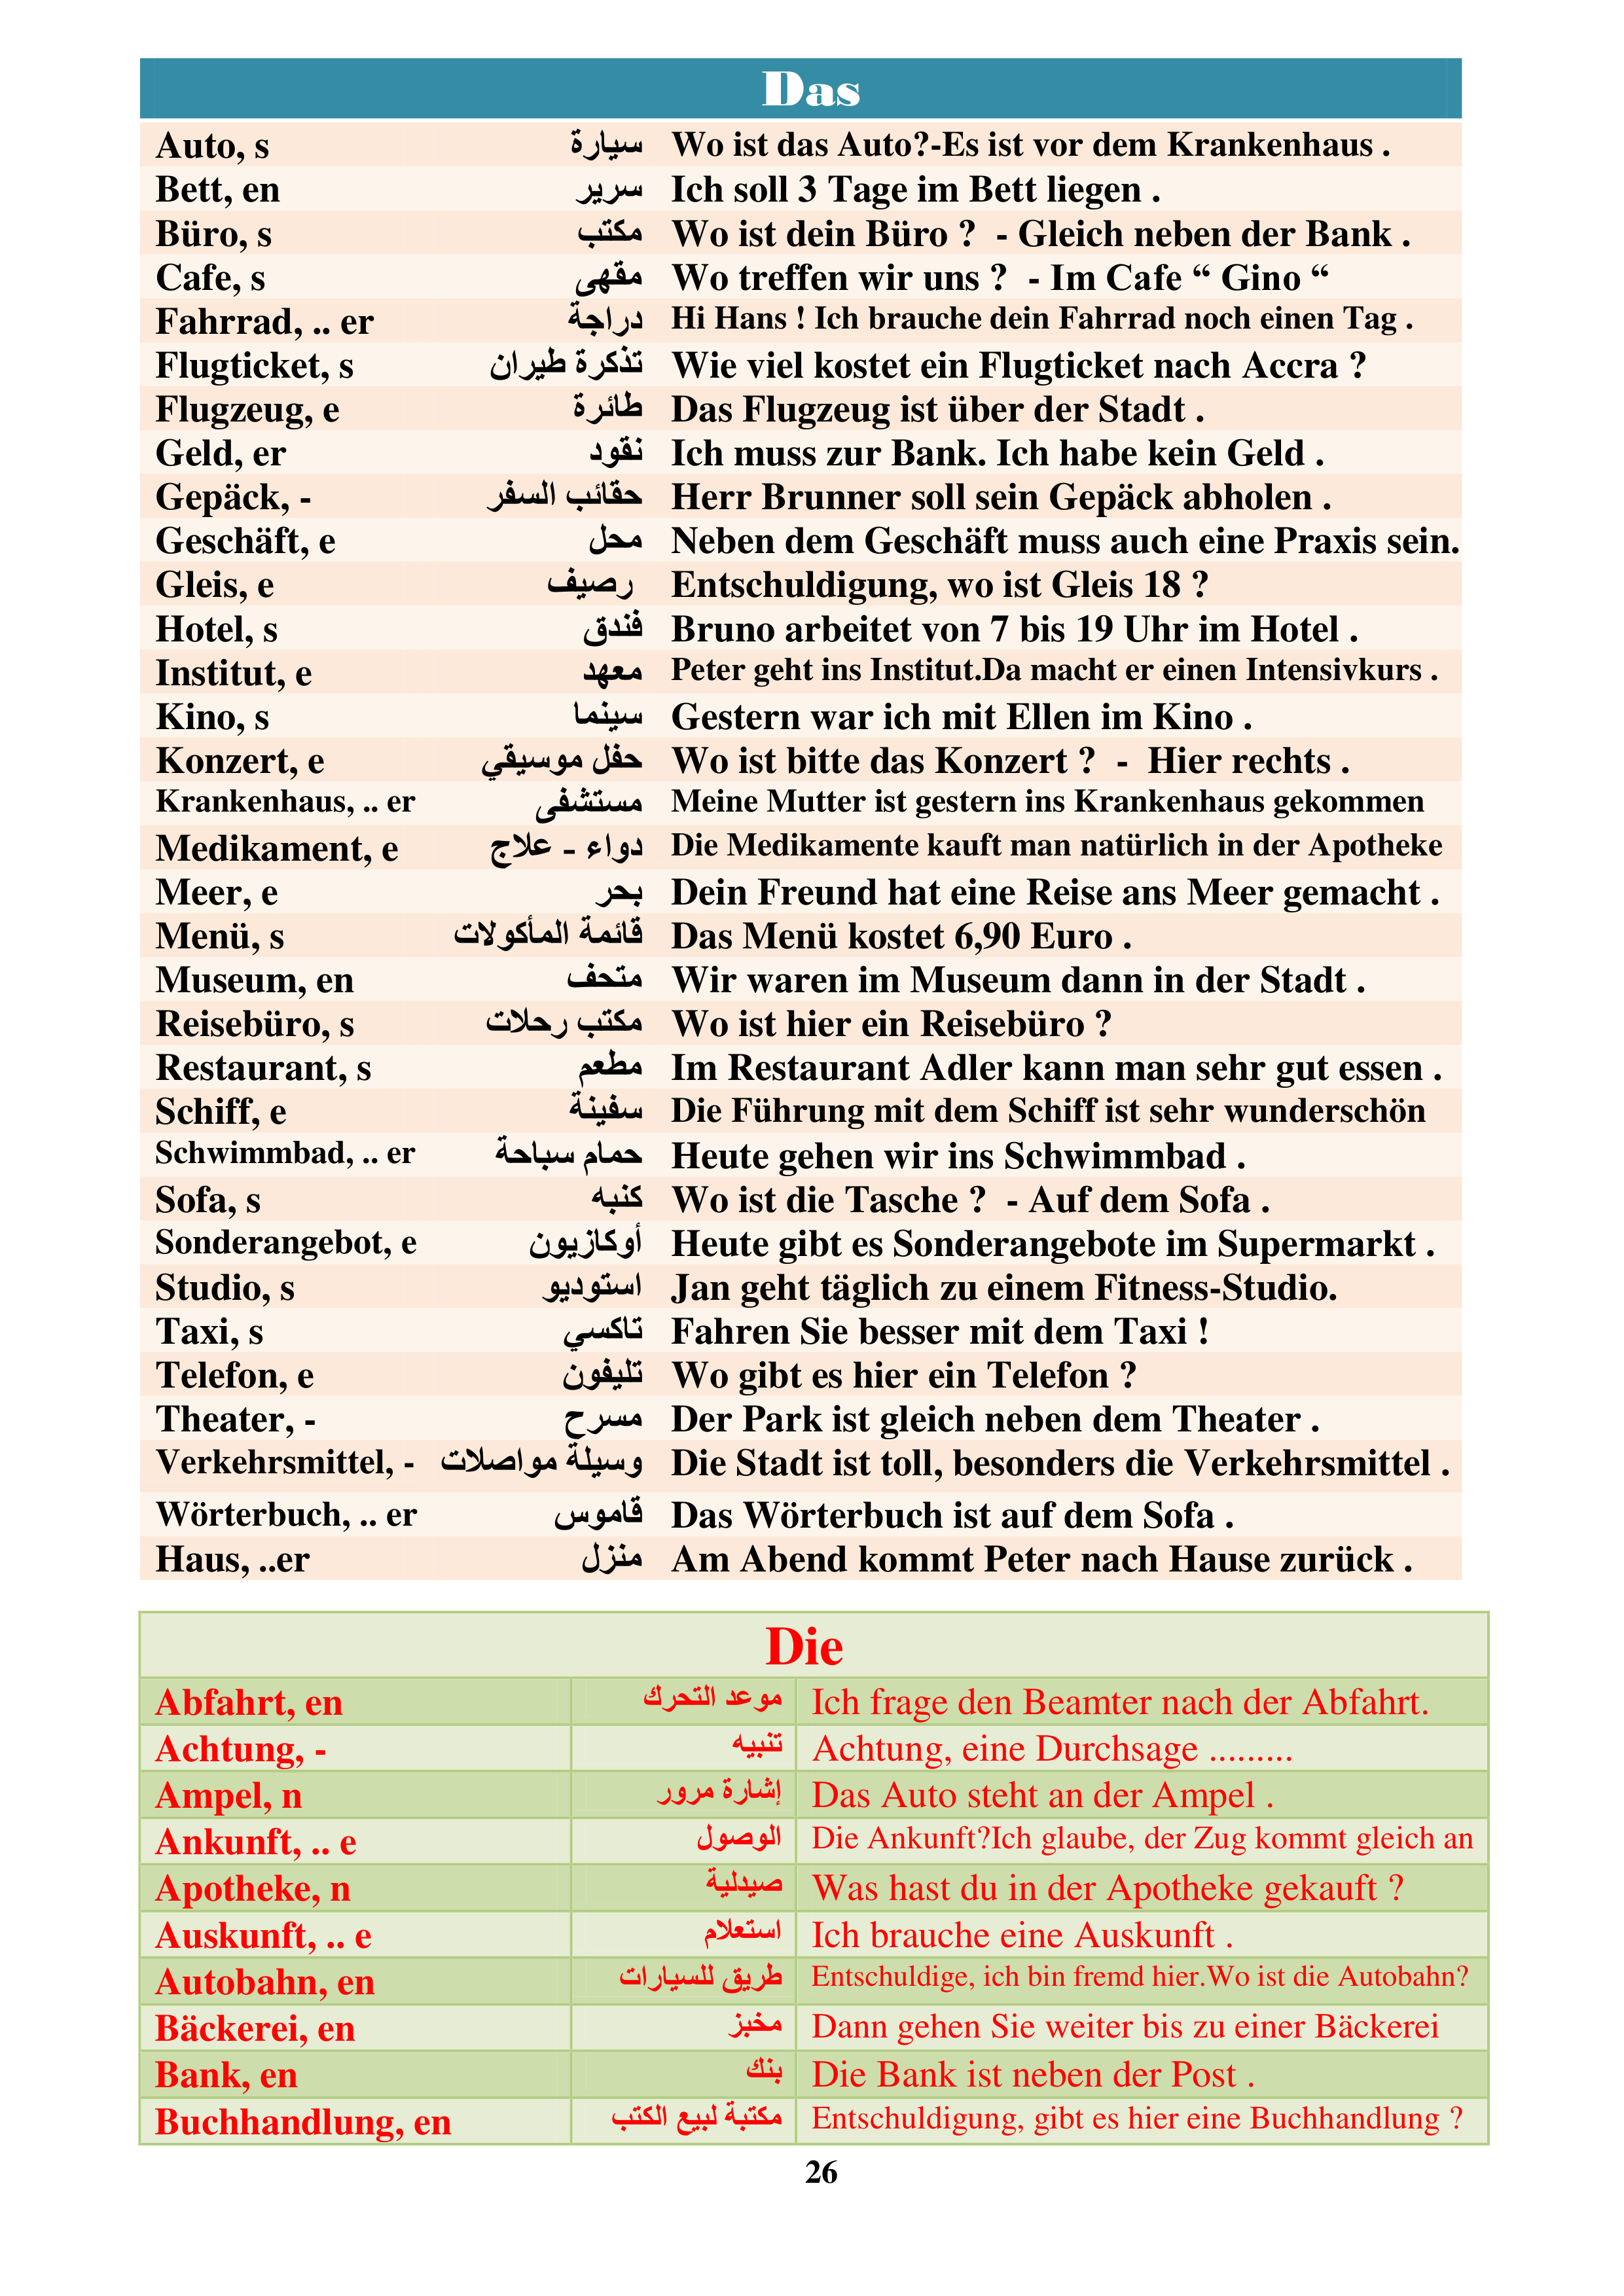 Das
Auto, s سيارة Wo ist das Auto?-Es ist vor dem Krankenhaus .
Bett, en سرير Ich soll 3 Tage im Bett liegen .
Büro, s مكتب Wo ist dein Büro ? - Gleich neben der Bank .
Cafe, s مقهى Wo treffen wir uns ? - Im Cafe “ Gino “
Fahrrad, .. er دراجة Hi Hans ! Ich brauche dein Fahrrad noch einen Tag .
Flugticket, s تذكرة طيران Wie viel kostet ein Flugticket nach Accra ?
Flugzeug, e طائرة Das Flugzeug ist über der Stadt .
Geld, er نقود Ich muss zur Bank. Ich habe kein Geld .
Gepäck, - حقائب السفر Herr Brunner soll sein Gepäck abholen .
Geschäft, e محل Neben dem Geschäft muss auch eine Praxis sein.
Gleis, e رصيف Entschuldigung, wo ist Gleis 18 ?
Hotel, s فندق Bruno arbeitet von 7 bis 19 Uhr im Hotel .
Institut, e معهد Peter geht ins Institut.Da macht er einen Intensivkurs .
Kino, s سينما Gestern war ich mit Ellen im Kino .
Konzert, e حفل موسيقي Wo ist bitte das Konzert ? - Hier rechts .
Krankenhaus, .. er مستشفى Meine Mutter ist gestern ins Krankenhaus gekommen
Medikament, e دواء - علاج Die Medikamente kauft man natürlich in der Apotheke
Meer, e بحر Dein Freund hat eine Reise ans Meer gemacht .
Menü, s قائمة المأكولات Das Menü kostet 6,90 Euro .
Museum, en متحف Wir waren im Museum dann in der Stadt .
Reisebüro, s مكتب رحلات Wo ist hier ein Reisebüro ?
Restaurant, s مطعم Im Restaurant Adler kann man sehr gut essen .
Schiff, e سفينة Die Führung mit dem Schiff ist sehr wunderschön
Schwimmbad, .. er حمام سباحة Heute gehen wir ins Schwimmbad .
Sofa, s كنبه Wo ist die Tasche ? - Auf dem Sofa .
Sonderangebot, e أوكازيون Heute gibt es Sonderangebote im Supermarkt .
Studio, s استوديو Jan geht täglich zu einem Fitness-Studio.
Taxi, s تاكسي Fahren Sie besser mit dem Taxi !
Telefon, e تليفون Wo gibt es hier ein Telefon ?
Theater, - مسرح Der Park ist gleich neben dem Theater .
Verkehrsmittel, - وسيلة مواصلات Die Stadt ist toll, besonders die Verkehrsmittel .
Wörterbuch, .. er قاموس Das Wörterbuch ist auf dem Sofa .
Haus, ..er منزل Am Abend kommt Peter nach Hause zurück .
Die
Abfahrt, en موعد التحرك Ich frage den Beamter nach der Abfahrt.
Achtung, - تنبيه Achtung, eine Durchsage .........
Ampel, n إشارة مرور Das Auto steht an der Ampel .
Ankunft, .. e الوصول Die Ankunft?Ich glaube, der Zug kommt gleich an
Apotheke, n صيدلية Was hast du in der Apotheke gekauft ?
Auskunft, .. e استعلام Ich brauche eine Auskunft .
Autobahn, en طريق للسيارات Entschuldige, ich bin fremd hier.Wo ist die Autobahn?
Bäckerei, en مخبز Dann gehen Sie weiter bis zu einer Bäckerei
Bank, en بنك Die Bank ist neben der Post .
Buchhandlung, en مكتبة لبيع الكتب Entschuldigung, gibt es hier eine Buchhandlung ?
26